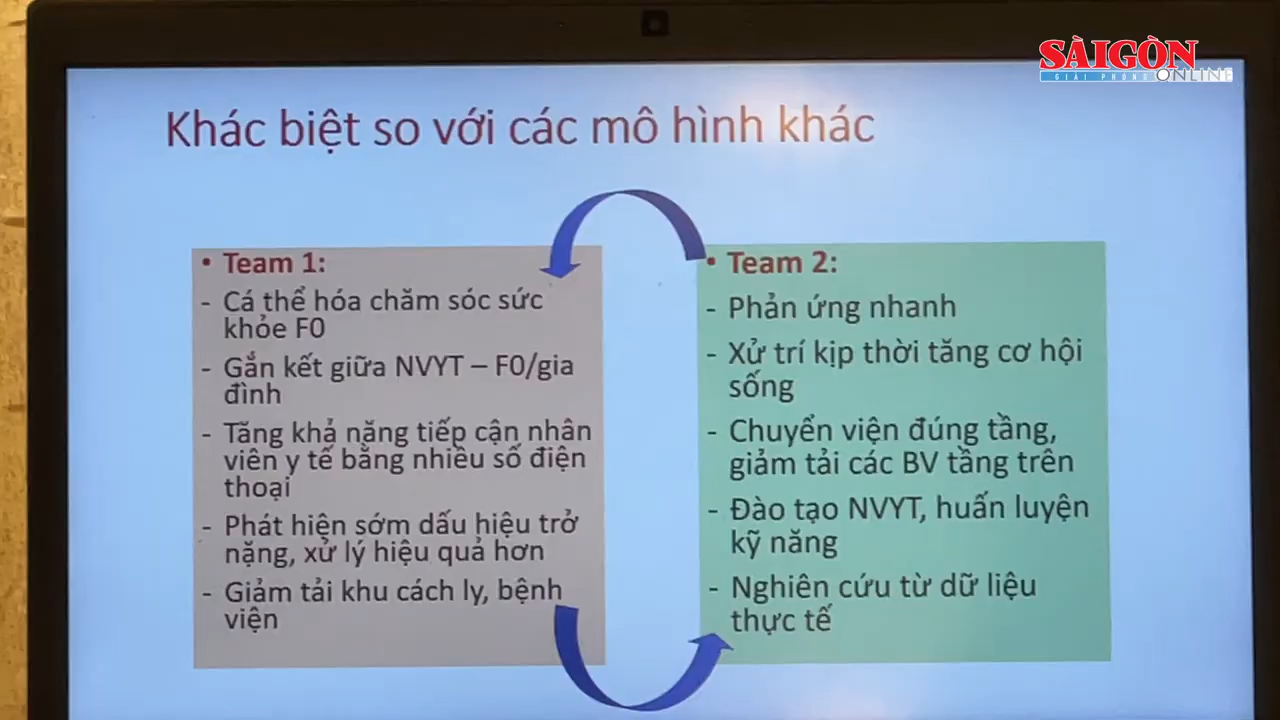 SÀIGÒN
GIẢI PHÓNG ONLINE
Khác biệt so với các mô hình khác
• Team 1:
- Cá thể hóa chăm sóc sức
khỏe F0
- Gắn kết giữa NVYT – F0/gia
đình
- Tăng khả năng tiếp cận nhân
viên y tế bằng nhiều số điện
thoại
- Phát hiện sớm dấu hiệu trở
nặng, xử lý hiệu quả hơn
- Giảm tải khu cách ly, bệnh
viện
• Team 2:
- Phản ứng nhanh
- Xử trí kịp thời tăng cơ hội
sống
- Chuyển viện đúng tầng,
giảm tải các BV tầng trên
- Đào tạo NVYT, huấn luyện
kỹ năng
- Nghiên cứu từ dữ liệu
thực tế